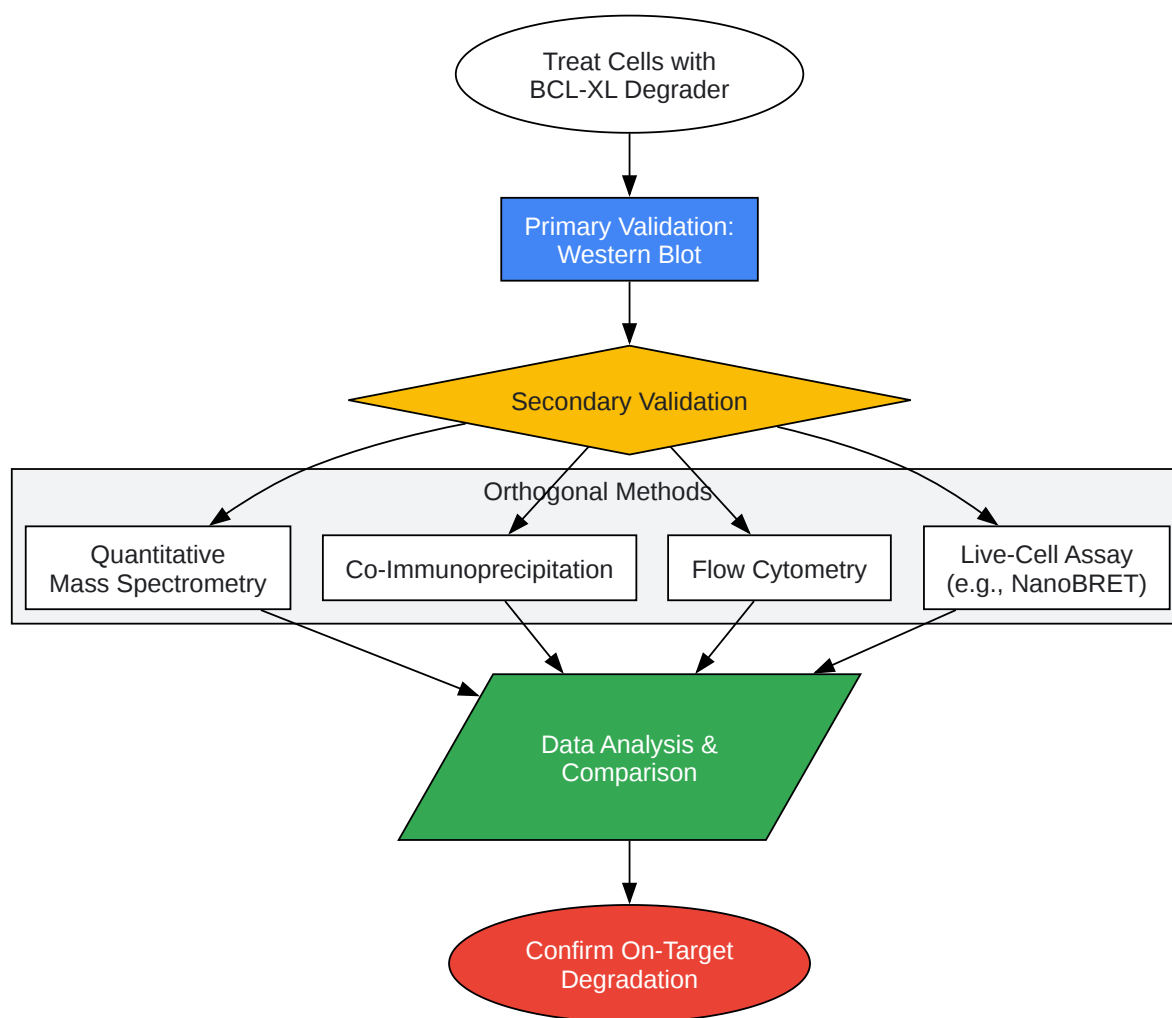 Treat Cells with
BCL-XL Degrader
Primary Validation:
Western Blot
Secondary Validation
Orthogonal Methods
Quantitative
Mass Spectrometry
Co-Immunoprecipitation
Flow Cytometry
Live-Cell Assay
(e.g., NanoBRET)
Data Analysis &
Comparison
Confirm On-Target
Degradation